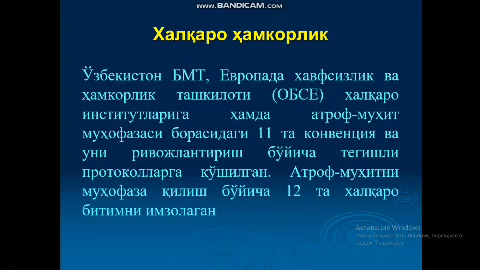 www.BANDICAM.com
Халқаро ҳамкорлик
Ўзбекистон БМТ, Европада хавфсизлик ва
ҳамкорлик ташкилоти (ОБСЕ) халқаро
институтларига ҳамда атроф-муҳит
муҳофазаси борасидаги 11 та конвенция ва
уни ривожлантириш бўйича тегишли
протоколларга қўшилган. Атроф-муҳитни
муҳофаза қилиш бўйича 12 та халқаро
битимни имзолаган
Активация Windows